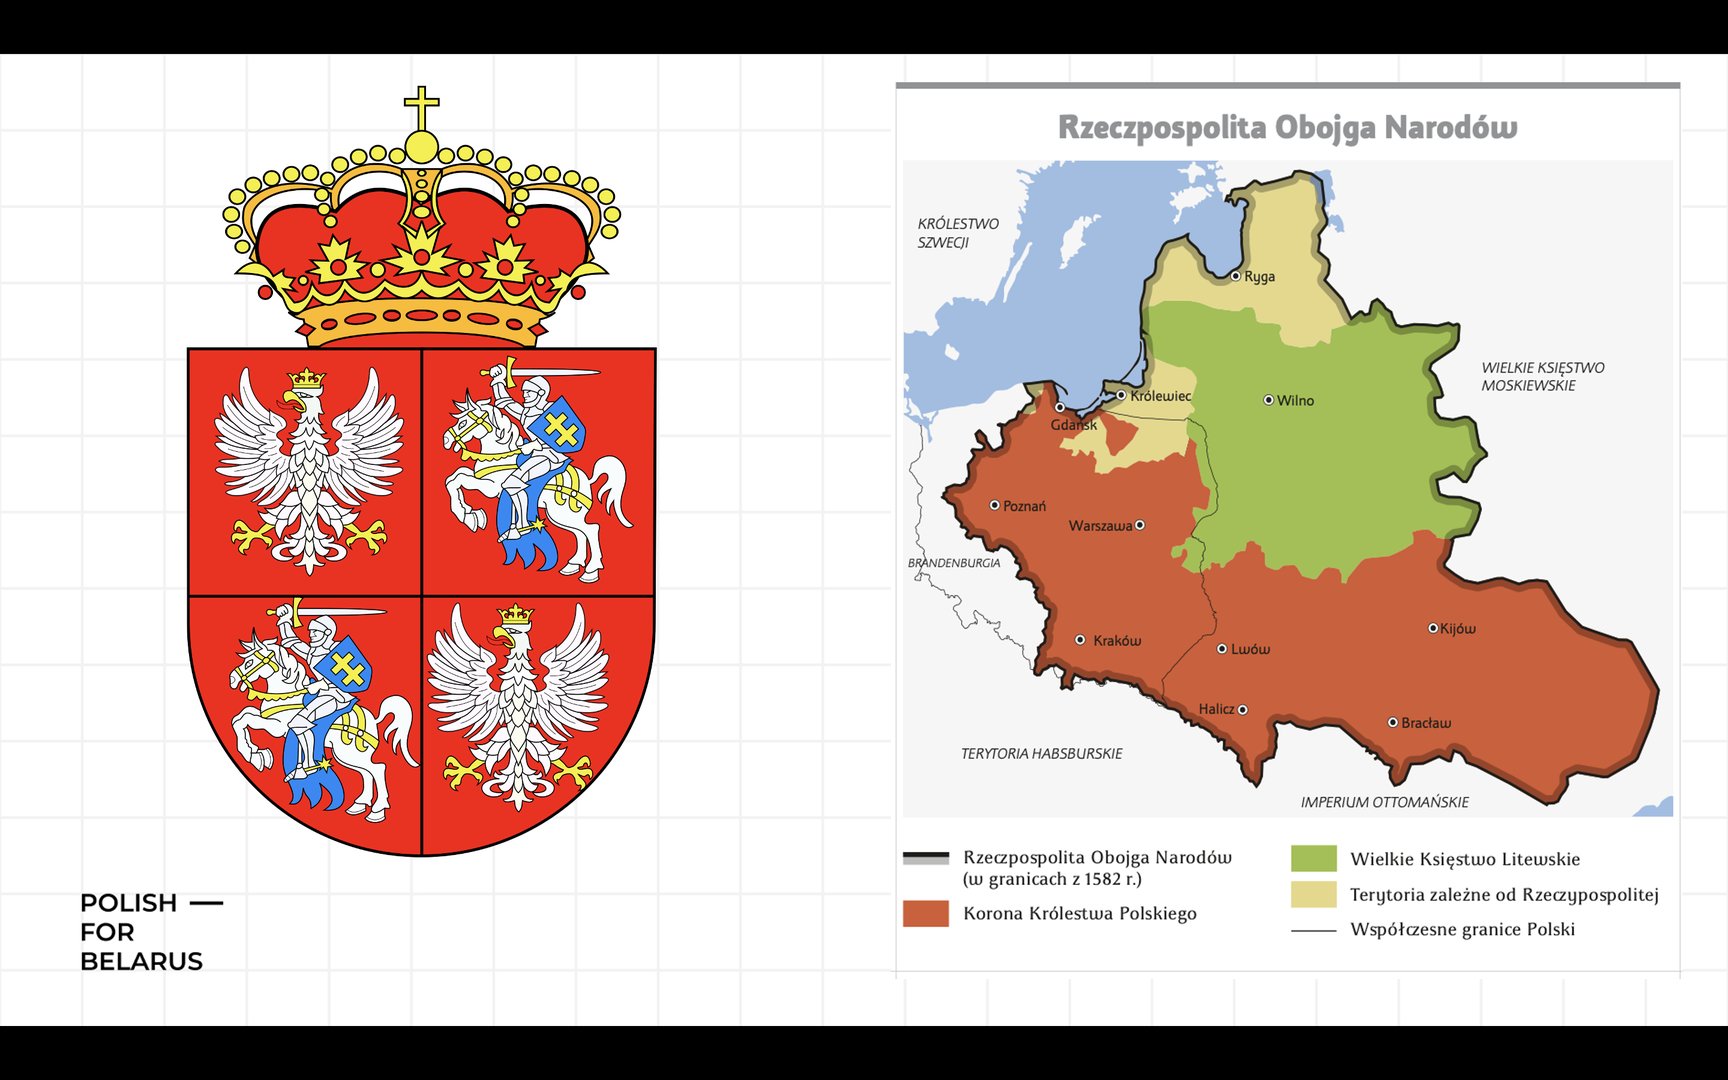 POLISH —
FOR
BELARUS
Rzeczpospolita Obojga Narodów
KRÓLESTWO
SZWECJI
Ryga
WIELKIE KSIĘSTWO
MOSKIEWSKIE
Królewiec
Wilno
Gdańsk
Poznań
Warszawa
BRANDENBURGIA
Kraków
Lwów
Kijów
Halicz
Bracław
TERYTORIA HABSBURSKIE
IMPERIUM OTTOMAŃSKIE
Rzeczpospolita Obojga Narodów
(w granicach z 1582 r.)
Korona Królestwa Polskiego
Wielkie Księstwo Litewskie
Terytoria zależne od Rzeczypospolitej
Współczesne granice Polski